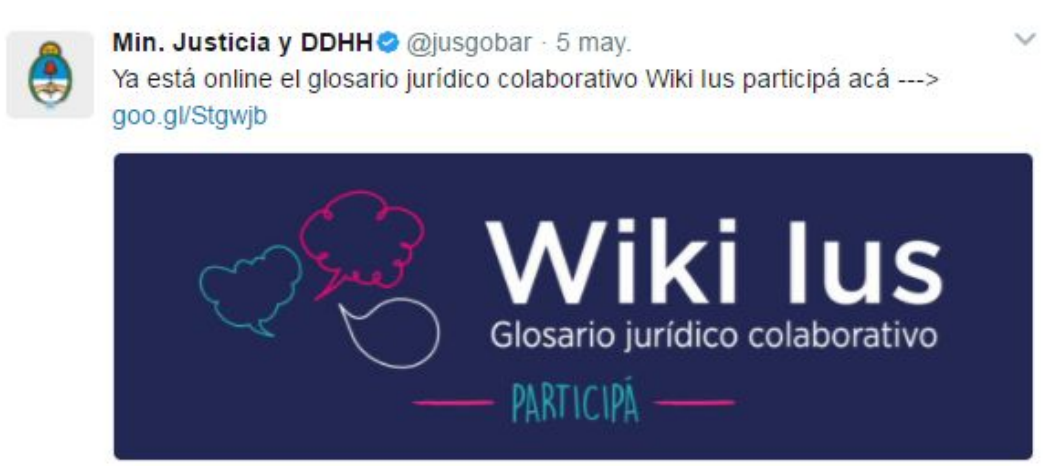 Min. Justicia y DDHH @jusgobar · 5 may.
Ya está online el glosario jurídico colaborativo Wiki Ius participá acá --->
goo.gl/Stgwjb
Wiki Ius
Glosario jurídico colaborativo
PARTICIPÁ